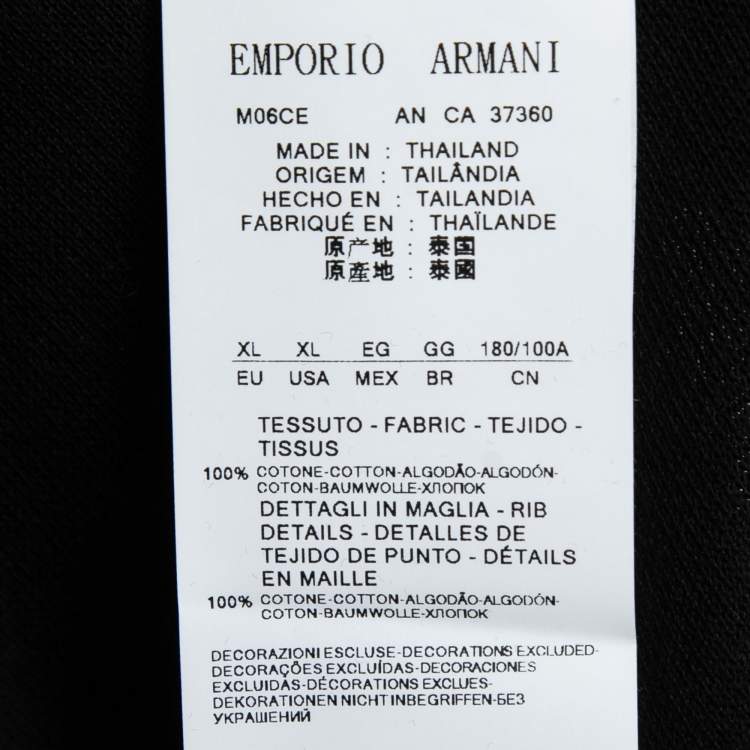 EMPORIO ARMANI
M06CE AN CA 37360
MADE IN : THAILAND
ORIGEM : TAILÂNDIA
HECHO EN : TAILANDIA
FABRIQUÉ EN : THAÏLANDE
原产地 : 泰国
原產地 : 泰國
XL XL EG GG 180/100A
EU USA MEX BR CN
TESSUTO - FABRIC - TEJIDO -
TISSUS
100% COTONE-COTTON-ALGODÃO-ALGODÓN-
COTON-BAUMWOLLE-ХЛОПОК
DETTAGLI IN MAGLIA - RIB
DETAILS - DETALLES DE
TEJIDO DE PUNTO - DÉTAILS
EN MAILLE
100% COTONE-COTTON-ALGODÃO-ALGODÓN-
COTON-BAUMWOLLE-ХЛОПОК
DECORAZIONI ESCLUSE-DECORATIONS EXCLUDED-
DECORAÇÕES EXCLUÍDAS-DECORACIONES
EXCLUIDAS-DÉCORATIONS EXCLUES-
DEKORATIONEN NICHT INBEGRIFFEN-БЕЗ
УКРАШЕНИЙ